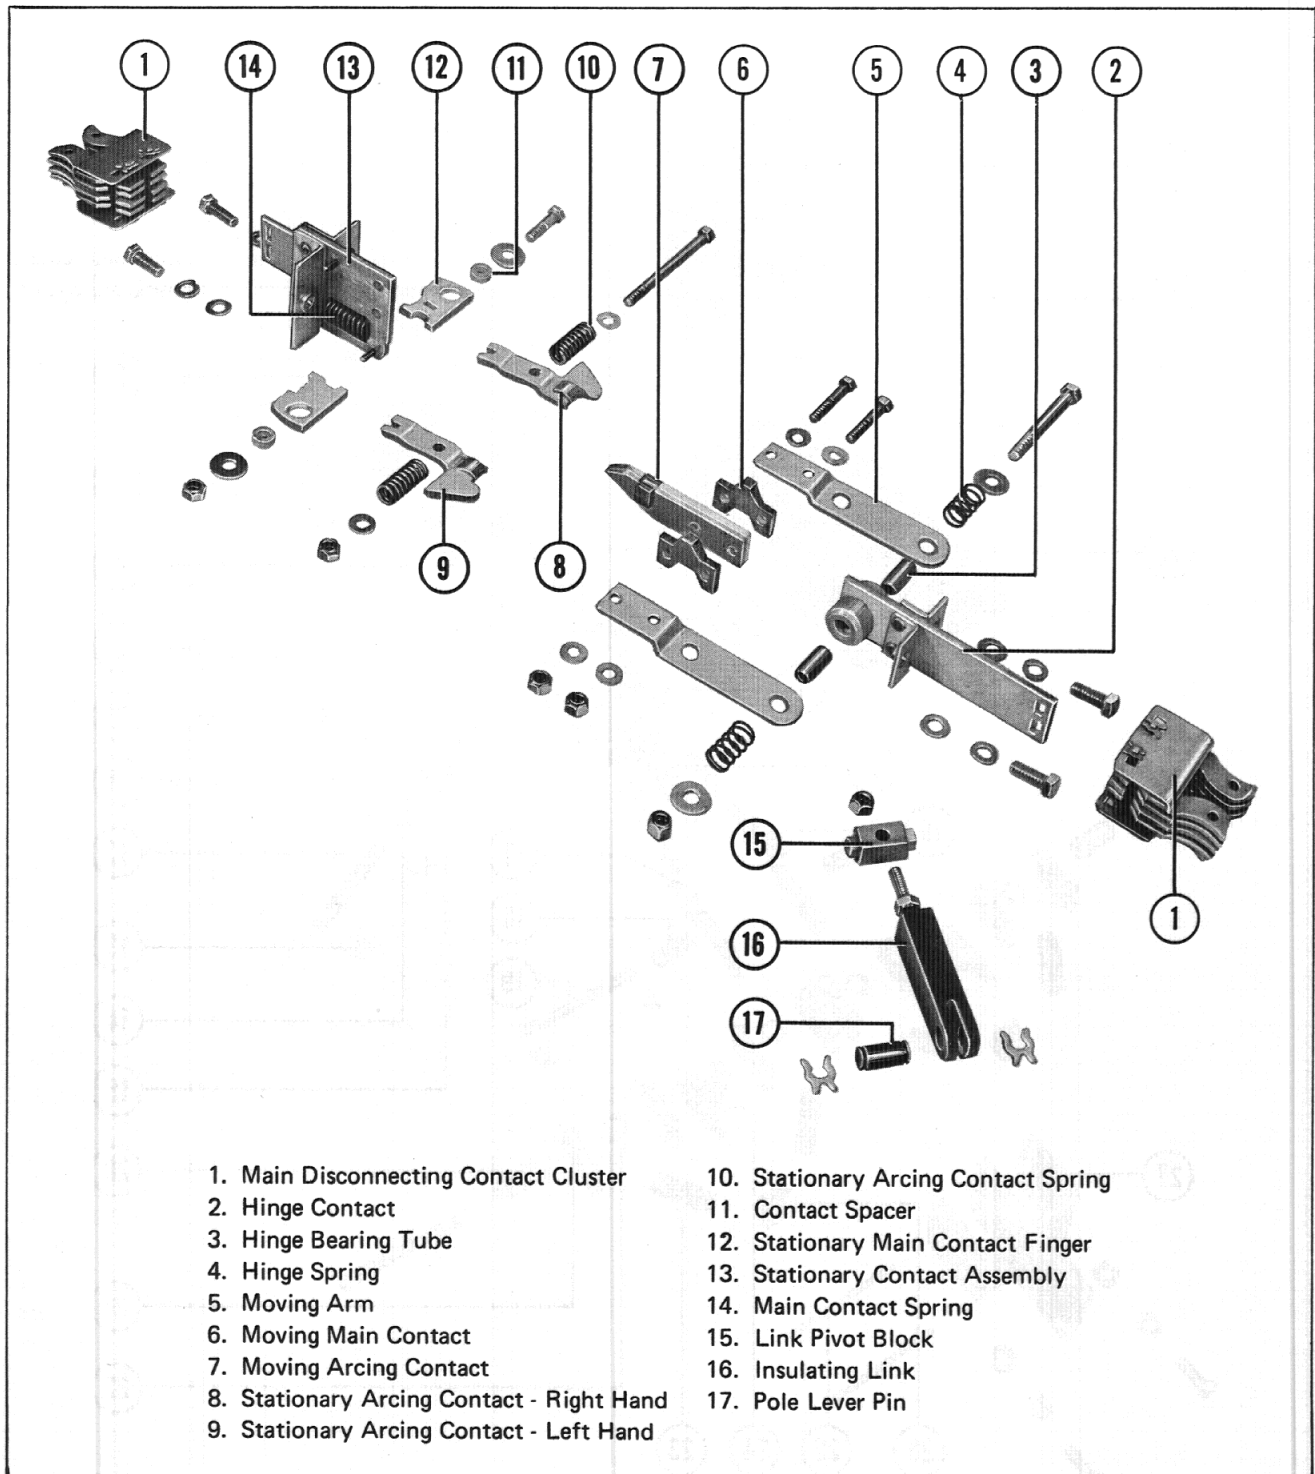 1 14 13 12 11 10 7 6 5 4 3 2
9 8
15
1
16
17
1. Main Disconnecting Contact Cluster
2. Hinge Contact
3. Hinge Bearing Tube
4. Hinge Spring
5. Moving Arm
6. Moving Main Contact
7. Moving Arcing Contact
8. Stationary Arcing Contact - Right Hand
9. Stationary Arcing Contact - Left Hand
10. Stationary Arcing Contact Spring
11. Contact Spacer
12. Stationary Main Contact Finger
13. Stationary Contact Assembly
14. Main Contact Spring
15. Link Pivot Block
16. Insulating Link
17. Pole Lever Pin